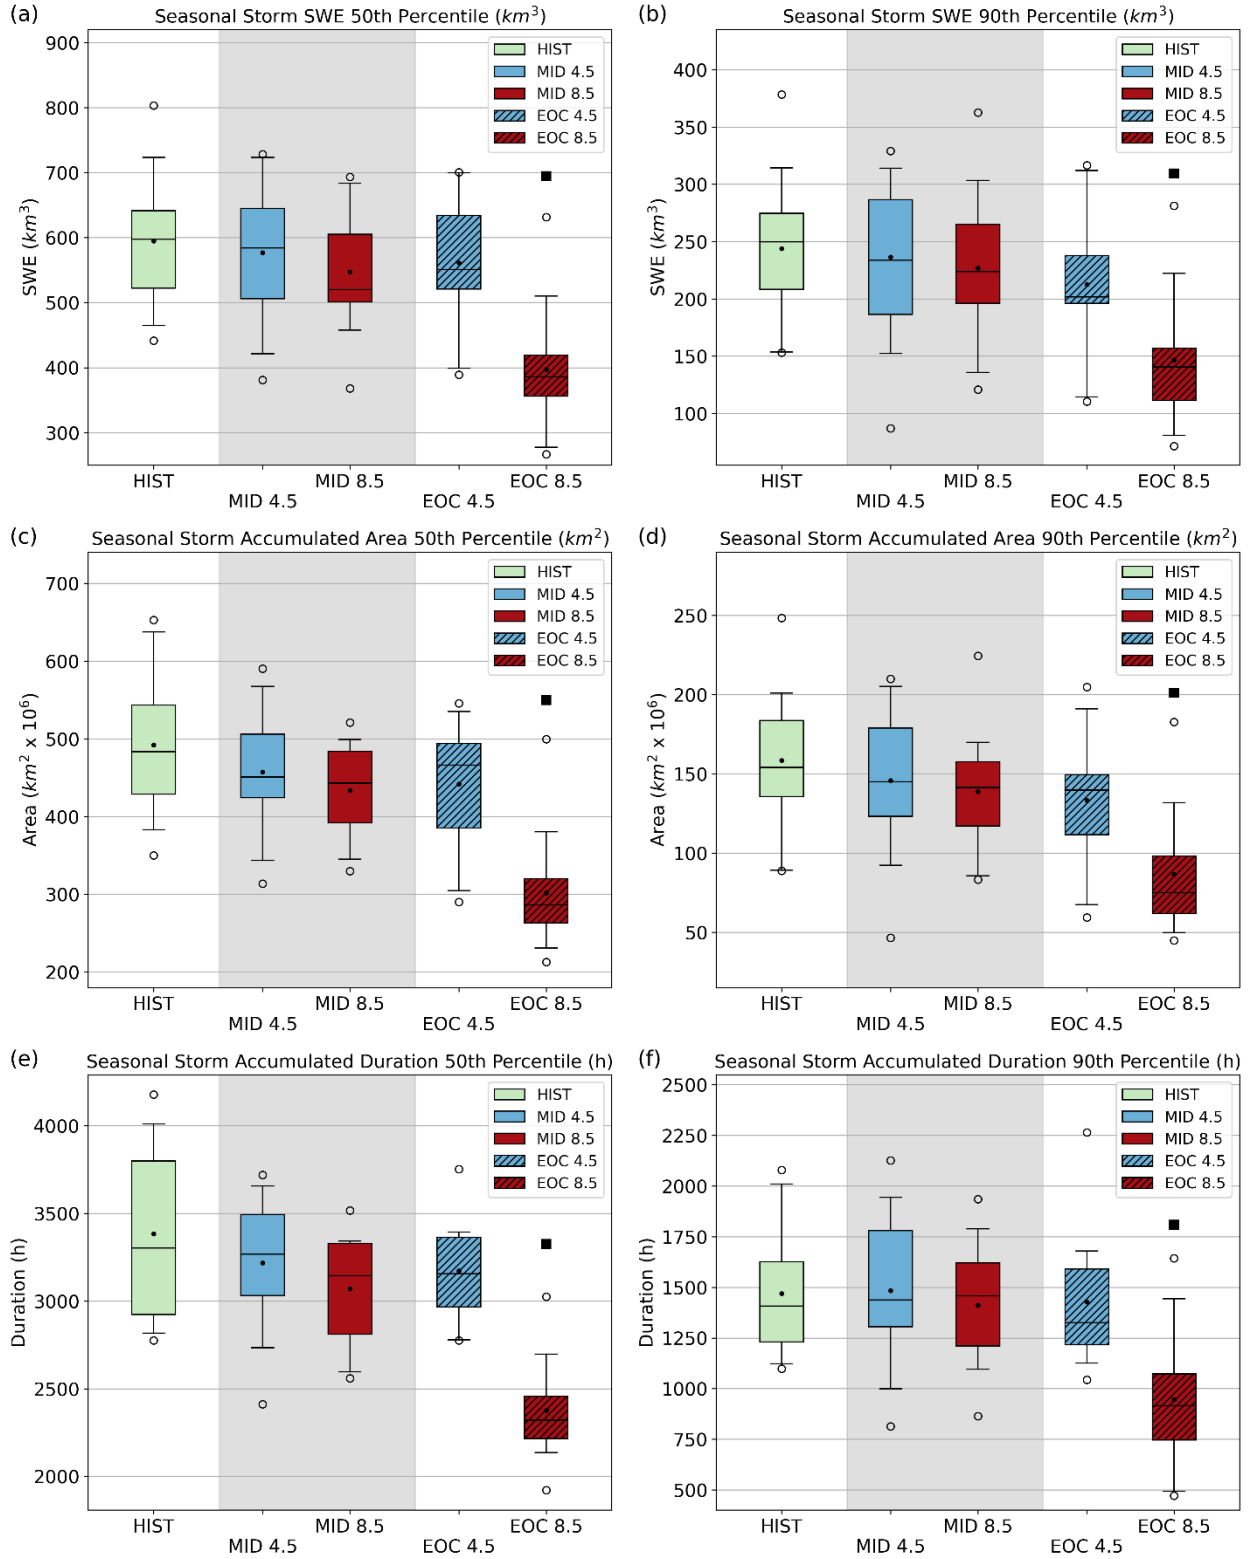 (a)
Seasonal Storm SWE 50th Percentile (km³)
900
800
700
600
500
400
300
SWE (km³)
HIST
MID 4.5
MID 8.5
EOC 4.5
EOC 8.5
HIST
MID 4.5
MID 8.5
EOC 4.5
EOC 8.5
(b)
Seasonal Storm SWE 90th Percentile (km³)
400
350
300
250
200
150
100
SWE (km³)
HIST
MID 4.5
MID 8.5
EOC 4.5
EOC 8.5
HIST
MID 4.5
MID 8.5
EOC 4.5
EOC 8.5
(c)
Seasonal Storm Accumulated Area 50th Percentile (km²)
700
600
500
400
300
200
Area (km² x 10⁶)
HIST
MID 4.5
MID 8.5
EOC 4.5
EOC 8.5
HIST
MID 4.5
MID 8.5
EOC 4.5
EOC 8.5
(d)
Seasonal Storm Accumulated Area 90th Percentile (km²)
250
200
150
100
50
Area (km² x 10⁶)
HIST
MID 4.5
MID 8.5
EOC 4.5
EOC 8.5
HIST
MID 4.5
MID 8.5
EOC 4.5
EOC 8.5
(e)
Seasonal Storm Accumulated Duration 50th Percentile (h)
4000
3500
3000
2500
2000
Duration (h)
HIST
MID 4.5
MID 8.5
EOC 4.5
EOC 8.5
HIST
MID 4.5
MID 8.5
EOC 4.5
EOC 8.5
(f)
Seasonal Storm Accumulated Duration 90th Percentile (h)
2500
2250
2000
1750
1500
1250
1000
750
500
Duration (h)
HIST
MID 4.5
MID 8.5
EOC 4.5
EOC 8.5
HIST
MID 4.5
MID 8.5
EOC 4.5
EOC 8.5